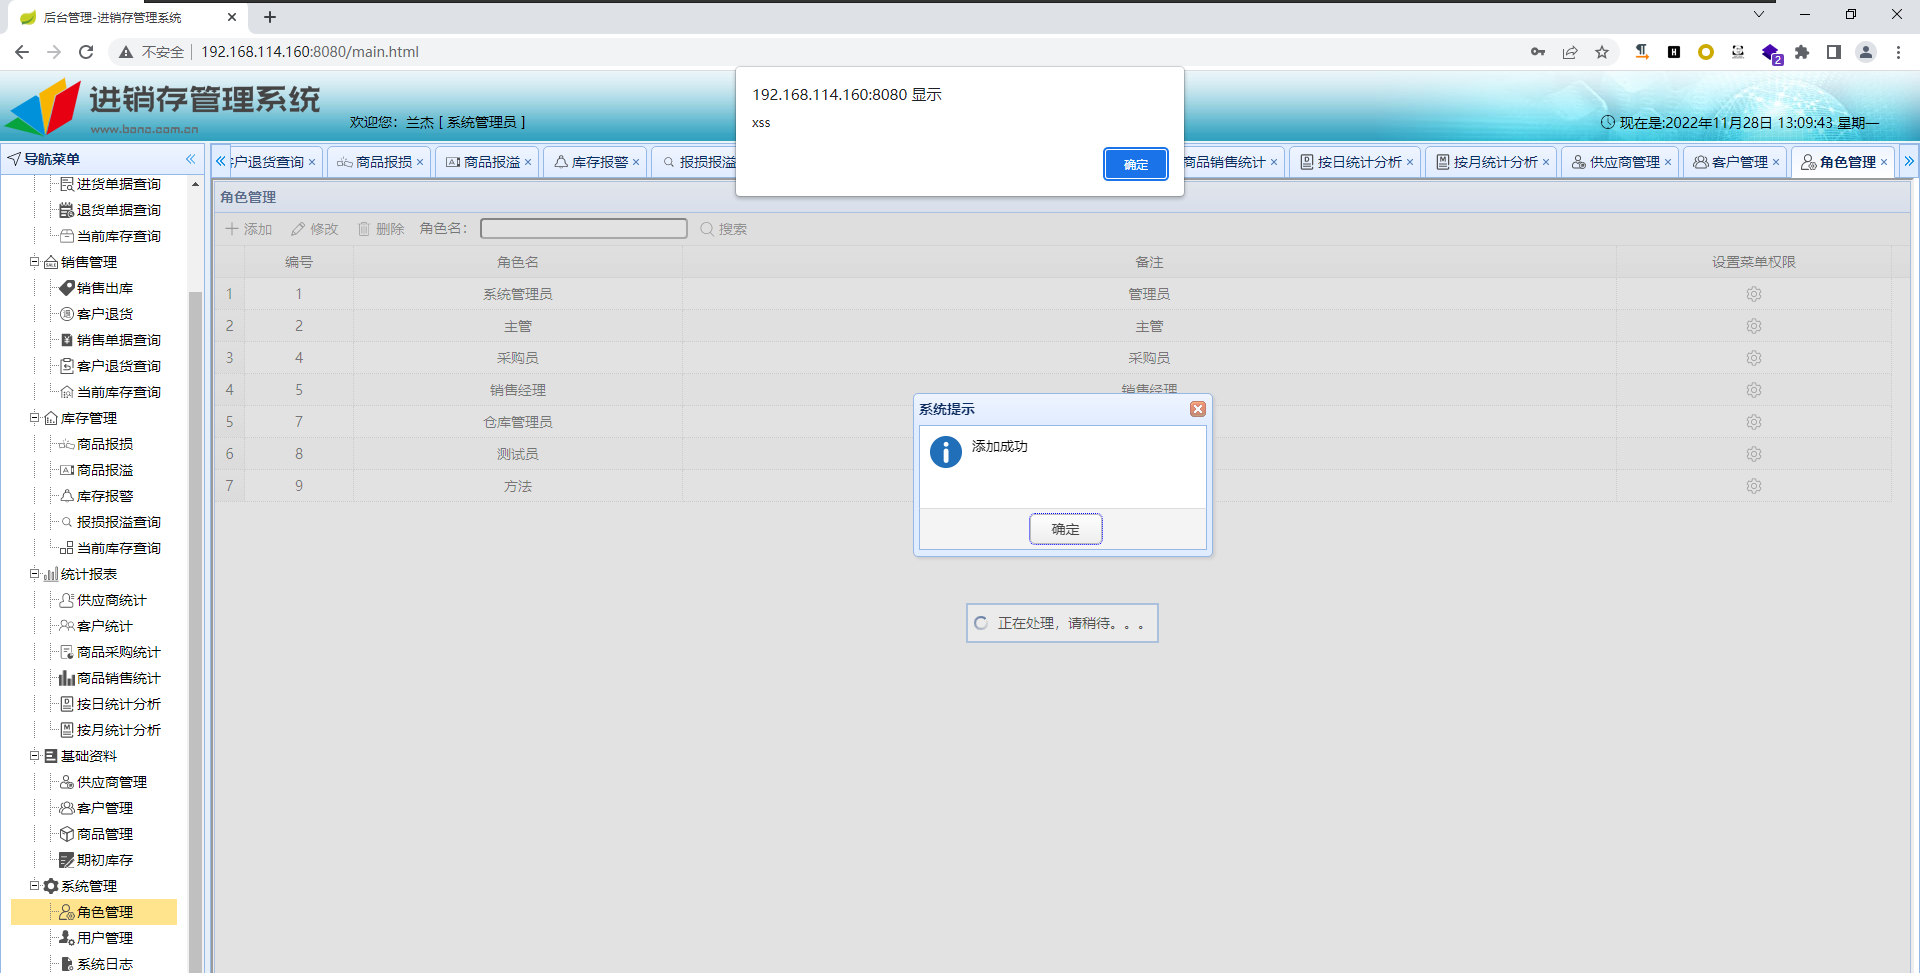 后台管理-进销存管理系统
不安全
192.168.114.160:8080/main.html
2
进销存管理系统
www.bano.com.cn
欢迎您：兰杰 [ 系统管理员 ]
现在是:2022年11月28日 13:09:43 星期一
192.168.114.160:8080 显示
xss
确定
导航菜单
户退货查询
商品报损
商品报溢
库存报警
报损报溢
商品销售统计
按日统计分析
按月统计分析
供应商管理
客户管理
角色管理
进货单据查询
退货单据查询
当前库存查询
销售管理
销售出库
客户退货
销售单据查询
客户退货查询
当前库存查询
库存管理
商品报损
商品报溢
库存报警
报损报溢查询
当前库存查询
统计报表
供应商统计
客户统计
商品采购统计
商品销售统计
按日统计分析
按月统计分析
基础资料
供应商管理
客户管理
商品管理
期初库存
系统管理
角色管理
用户管理
系统日志
角色管理
添加 修改 删除 角色名： 搜索
编号 角色名 备注 设置菜单权限
1 1 系统管理员 管理员
2 2 主管 主管
3 4 采购员 采购员
4 5 销售经理 销售经理
5 7 仓库管理员
6 8 测试员
7 9 方法
系统提示
添加成功
确定
正在处理，请稍待。。。